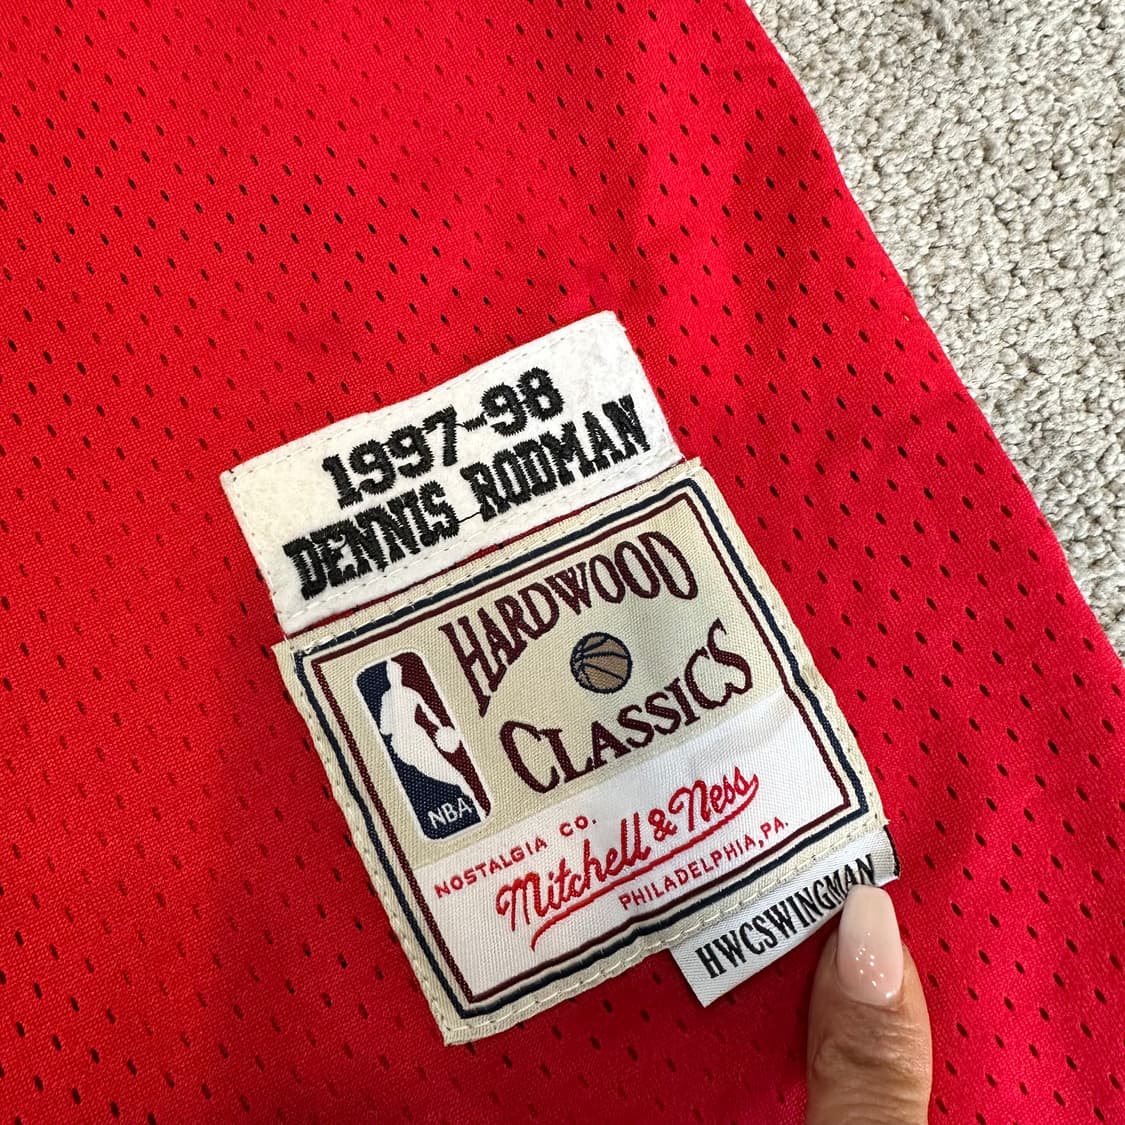 1997-98
DENNIS RODMAN
HARDWOOD
CLASSICS
NBA
NOSTALGIA CO.
Mitchell & Ness
PHILADELPHIA, PA.
HWCSWINGMAN